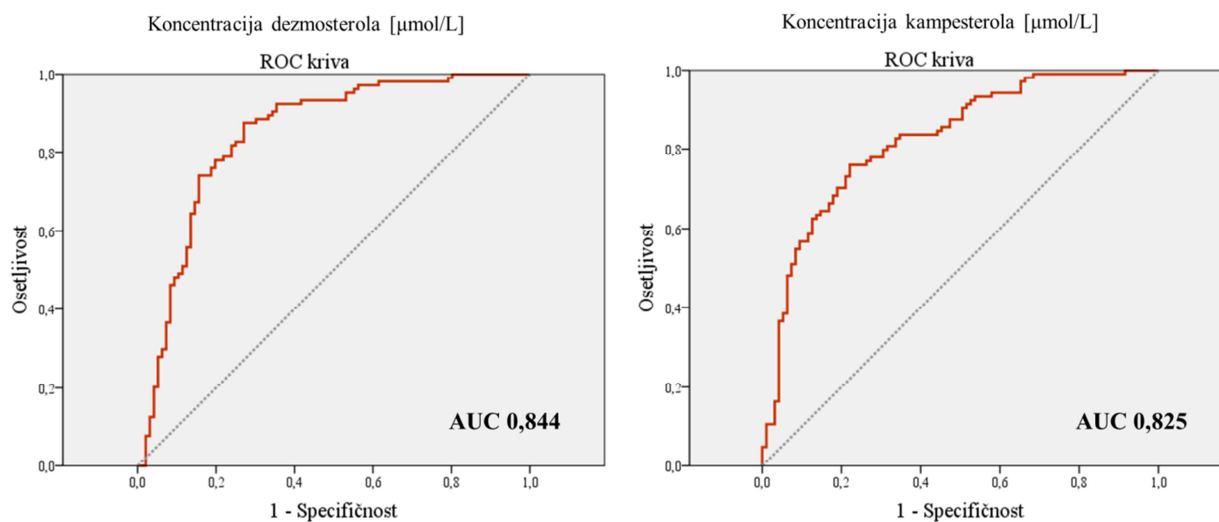 Koncentracija dezmosterola [μmol/L]
ROC kriva
1,0
0,8
0,6
0,4
0,2
0,0
Osetljivost
AUC 0,844
0,0 0,2 0,4 0,6 0,8 1,0
1 - Specifičnost
Koncentracija kampesterola [μmol/L]
ROC kriva
1,0
0,8
0,6
0,4
0,2
0,0
Osetljivost
AUC 0,825
0,0 0,2 0,4 0,6 0,8 1,0
1 - Specifičnost